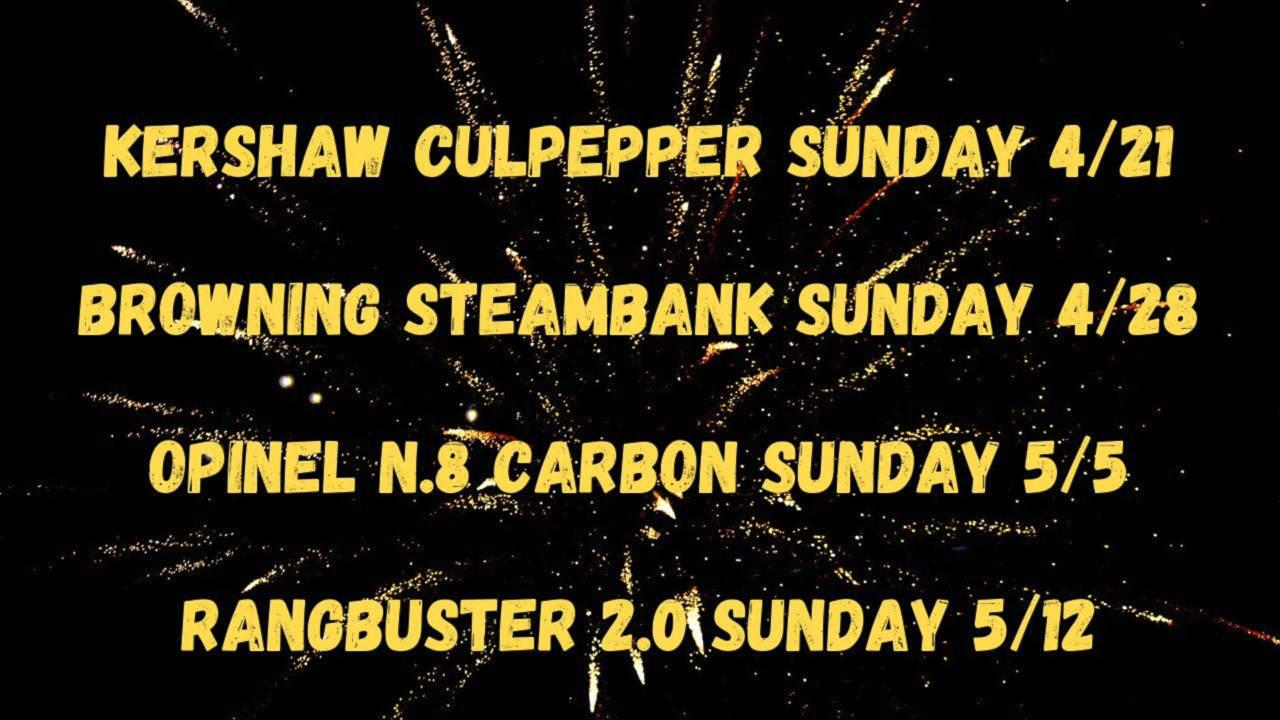 KERSHAW CULPEPPER SUNDAY 4/21
BROWNING STEAMBANK SUNDAY 4/28
OPINEL N.8 CARBON SUNDAY 5/5
RANGBUSTER 2.0 SUNDAY 5/12